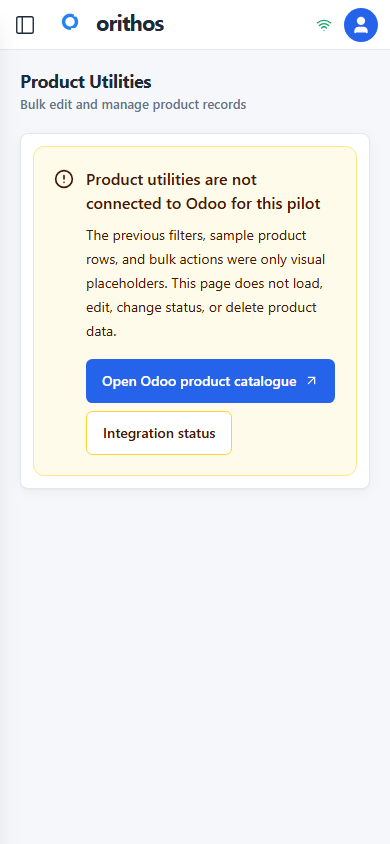 orithos
Product Utilities
Bulk edit and manage product records
Product utilities are not
connected to Odoo for this pilot
The previous filters, sample product
rows, and bulk actions were only visual
placeholders. This page does not load,
edit, change status, or delete product
data.
Open Odoo product catalogue
Integration status